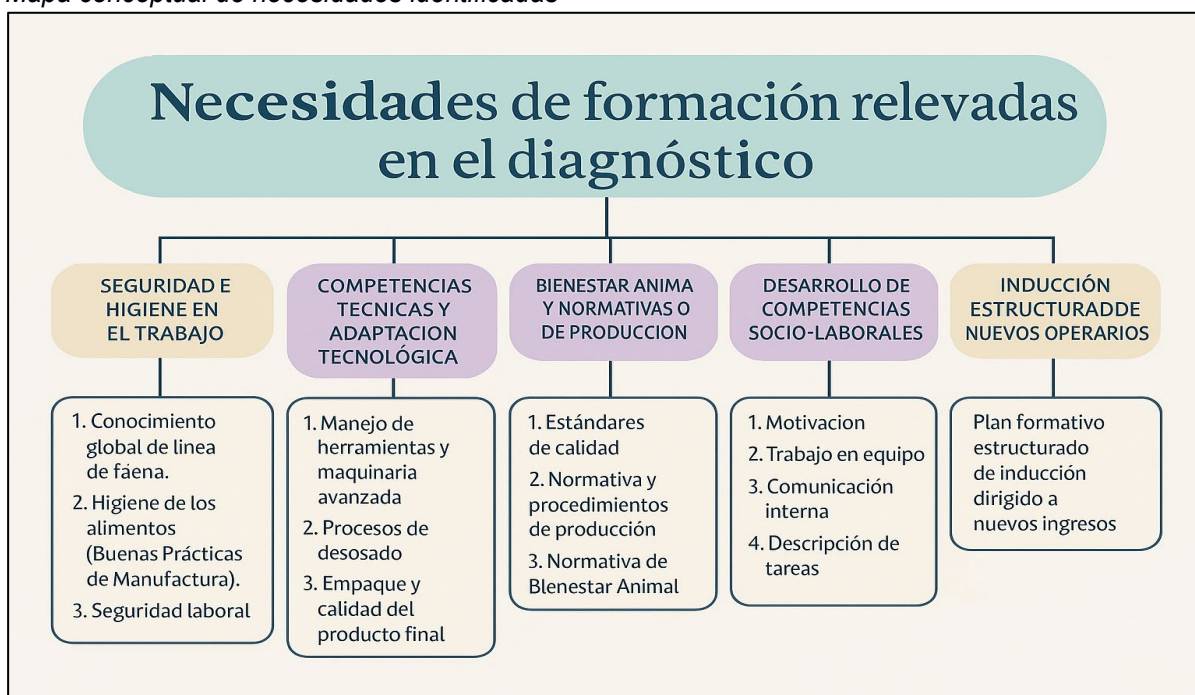 Mapa conceptual de necesidades identificadas
Necesidades de formación relevadas
en el diagnóstico
SEGURIDAD E
HIGIENE EN
EL TRABAJO
1. Conocimiento
global de linea
de fáena.
2. Higiene de los
alimentos
(Buenas Prácticas
de Manufactura).
3. Seguridad laboral
COMPETENCIAS
TECNICAS Y
ADAPTACION
TECNOLÓGICA
1. Manejo de
herramientas y
maquinaria
avanzada
2. Procesos de
desosado
3. Empaque y
calidad del
producto final
BIENESTAR ANIMA
Y NORMATIVAS O
DE PRODUCCION
1. Estándares
de calidad
2. Normativa y
procedimientos
de producción
3. Normativa de
BIenestar Animal
DESARROLLO DE
COMPETENCIAS
SOCIO-LABORALES
1. Motivacion
2. Trabajo en equipo
3. Comunicación
interna
4. Descripción de
tareas
INDUCCIÓN
ESTRUCTURADDE
NUEVOS OPERARIOS
Plan formativo
estructurado
de inducción
dirigido a
nuevos ingresos